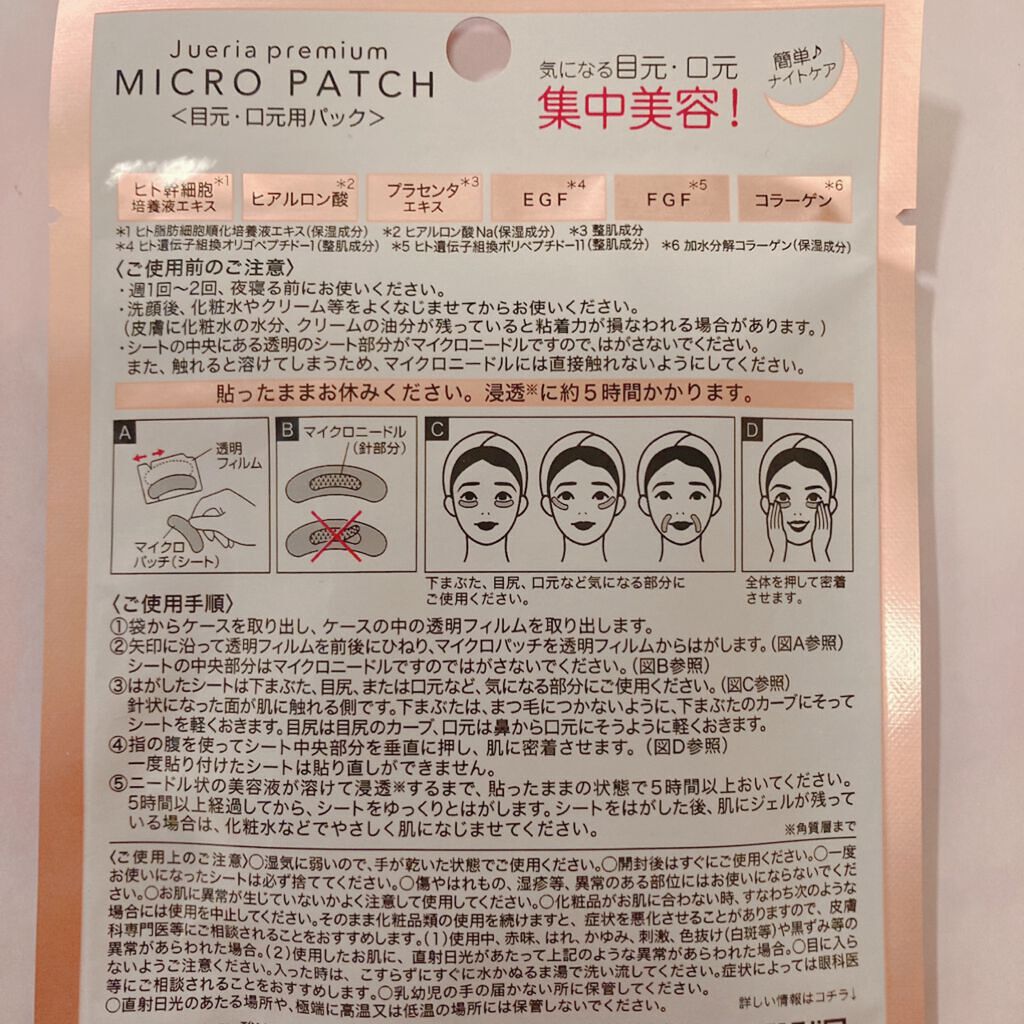 Jueria premium
MICRO PATCH
＜目元・口元用パック＞
気になる目元・口元
集中美容！
簡単♪
ナイトケア
ヒト幹細胞*1
培養液エキス
ヒアルロン酸*2
プラセンタ*3
エキス
EGF*4
FGF*5
コラーゲン*6
*1 ヒト脂肪細胞順化培養液エキス(保湿成分) *2 ヒアルロン酸Na(保湿成分) *3 整肌成分
*4 ヒト遺伝子組換オリゴペプチド-1(整肌成分) *5 ヒト遺伝子組換ポリペプチド-11(整肌成分) *6 加水分解コラーゲン(保湿成分)
〈ご使用前のご注意〉
・週1回～2回、夜寝る前にお使いください。
・洗顔後、化粧水やクリーム等をよくなじませてからお使いください。
(皮膚に化粧水の水分、クリームの油分が残っていると粘着力が損なわれる場合があります。)
・シートの中央にある透明のシート部分がマイクロニードルですので、はがさないでください。
また、触れると溶けてしまうため、マイクロニードルには直接触れないようにしてください。
貼ったままお休みください。浸透※に約5時間かかります。
A
透明
フィルム
マイクロ
パッチ(シート)
B マイクロニードル
(針部分)
C
下まぶた、目尻、口元など気になる部分に
ご使用ください。
D
全体を押して密着
させます。
〈ご使用手順〉
①袋からケースを取り出し、ケースの中の透明フィルムを取り出します。
②矢印に沿って透明フィルムを前後にひねり、マイクロパッチを透明フィルムからはがします。(図A参照)
シートの中央部分はマイクロニードルですのではがさないでください。(図B参照)
③はがしたシートは下まぶた、目尻、または口元など、気になる部分にご使用ください。(図C参照)
針状になった面が肌に触れる側です。下まぶたは、まつ毛につかないように、下まぶたのカーブにそって
シートを軽くおきます。目尻は目尻のカーブ、口元は鼻から口元にそうように軽くおきます。
④指の腹を使ってシート中央部分を垂直に押し、肌に密着させます。(図D参照)
一度貼り付けたシートは貼り直しができません。
⑤ニードル状の美容液が溶けて浸透※するまで、貼ったままの状態で5時間以上おいてください。
5時間以上経過してから、シートをゆっくりとはがします。シートをはがした後、肌にジェルが残って
いる場合は、化粧水などでやさしく肌になじませてください。
※角質層まで
〈ご使用上のご注意〉○湿気に弱いので、手が乾いた状態でご使用ください。○開封後はすぐにご使用ください。○一度
お使いになったシートは必ず捨ててください。○傷やはれもの、湿疹等、異常のある部位にはお使いにならないでくだ
さい。○お肌に異常が生じていないかよく注意して使用してください。○化粧品がお肌に合わない時、すなわち次のような
場合には使用を中止してください。そのまま化粧品類の使用を続けますと、症状を悪化させることがありますので、皮膚
科専門医等にご相談されることをおすすめします。(1)使用中、赤味、はれ、かゆみ、刺激、色抜け(白斑等)や黒ずみ等の
異常があらわれた場合。(2)使用したお肌に、直射日光があたって上記のような異常があらわれた場合。○目に入ら
ないようご注意ください。入った時は、こすらずにすぐに水かぬるま湯で洗い流してください。症状によっては眼科医
等にご相談されることをおすすめします。○乳幼児の手の届かない所に保管してください。
○直射日光のあたる場所や、極端に高温又は低温の場所には保管しないでください。
詳しい情報はコチラ↓